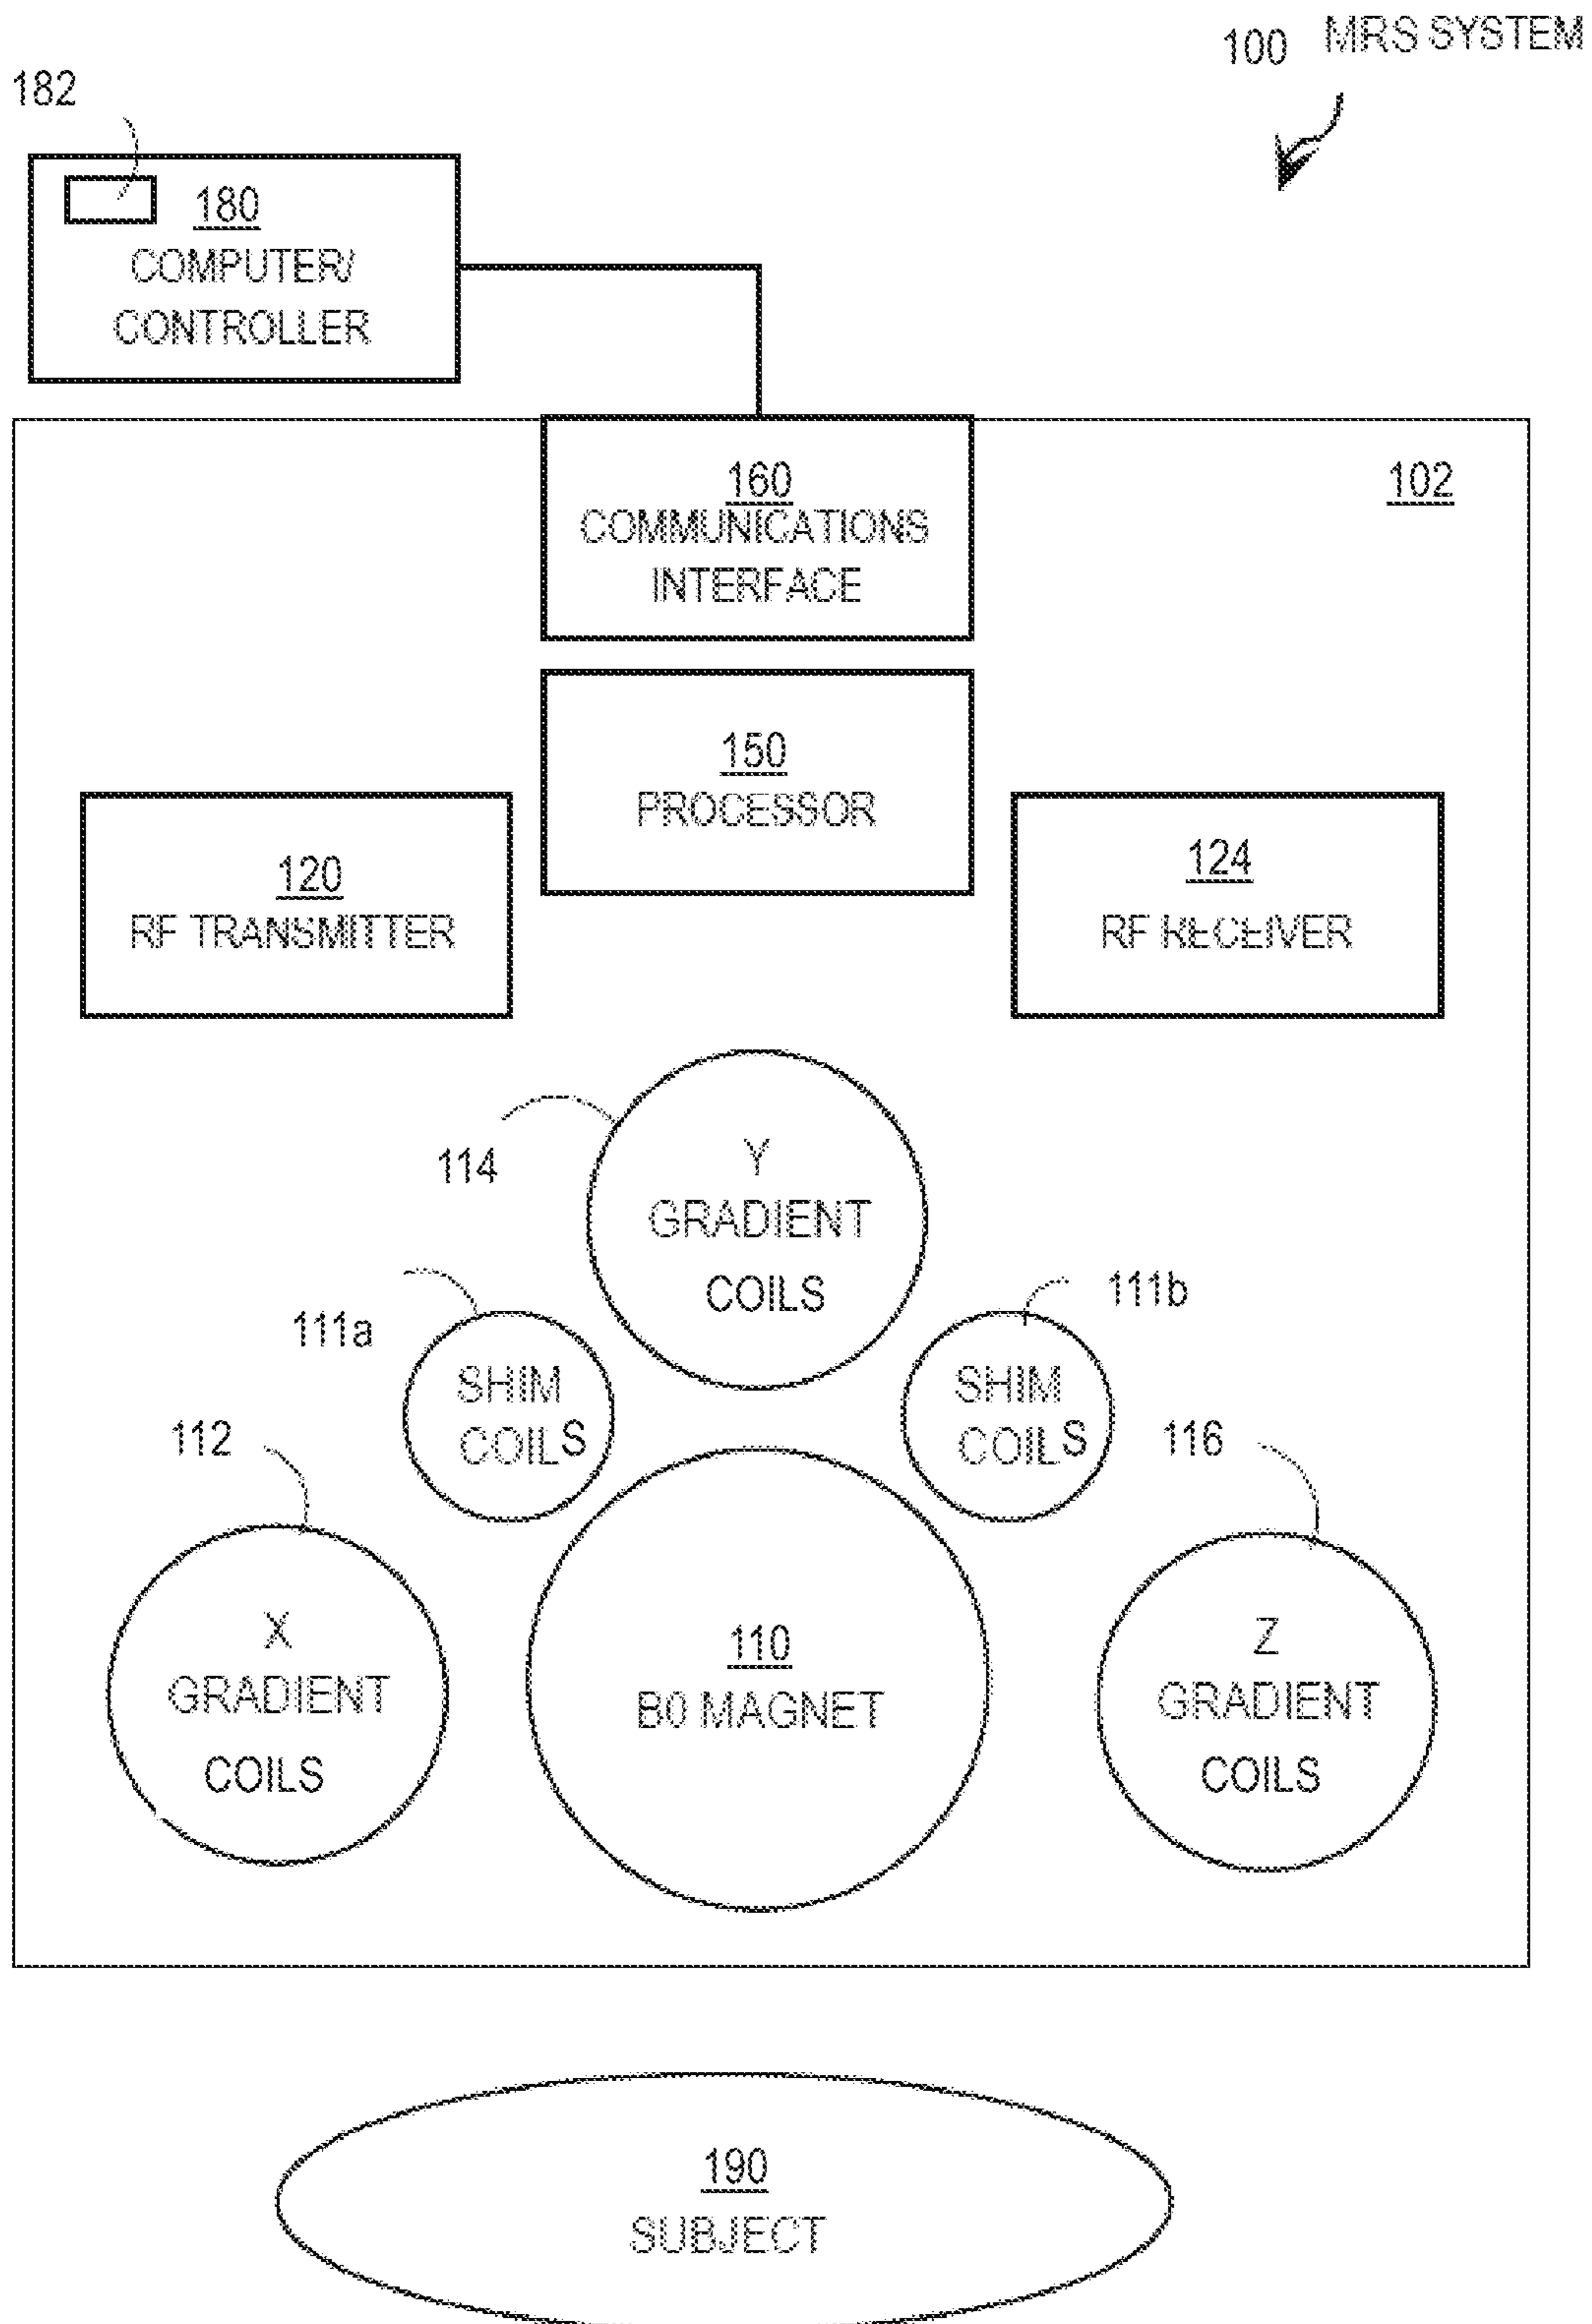 100 MRS SYSTEM
182
180
COMPUTER/
CONTROLLER
160
COMMUNICATIONS
INTERFACE
102
150
PROCESSOR
120
RF TRANSMITTER
124
RF RECEIVER
114
Y
GRADIENT
COILS
111a
SHIM
COILS
111b
SHIM
COILS
112
X
GRADIENT
COILS
110
B0 MAGNET
116
Z
GRADIENT
COILS
190
SUBJECT